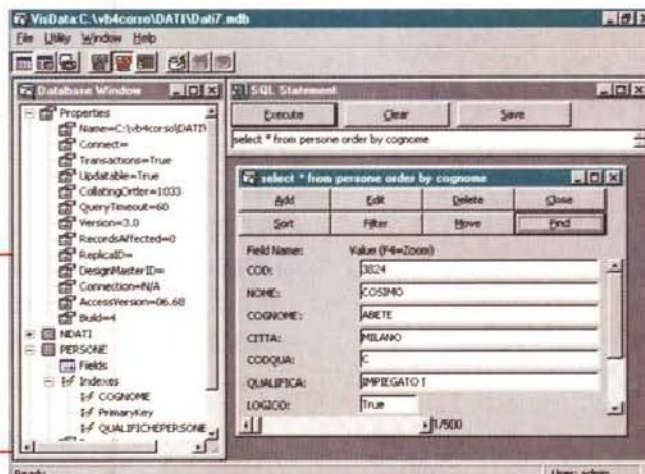 VisData:C:\vb4corso\DATI\Dati7.mdb
File Utility Window Help
Database Window
Properties
Name=C:\vb4corso\DATI\
Connect=
Transactions=True
Updatable=True
CollatingOrder=1033
QueryTimeout=60
Version=3.0
RecordsAffected=0
ReplicaID=
DesignMasterID=
Connection=N/A
AccessVersion=06.68
Build=4
NDATI
PERSONE
Fields
Indexes
COGNOME
PrimaryKey
QUALIFICHEPERSONE
SQL Statement
Execute Clear Save
select * from persone order by cognome
select * from persone order by cognome
Add Edit Delete Close
Sort Filter Move Find
Field Name: Value (F4=Zoom)
COD: 3824
NOME: COSIMO
COGNOME: ABETE
CITTA: MILANO
CODQUA: C
QUALIFICA: IMPIEGATO I
LOGICO: True
1/500
Ready
User: admin